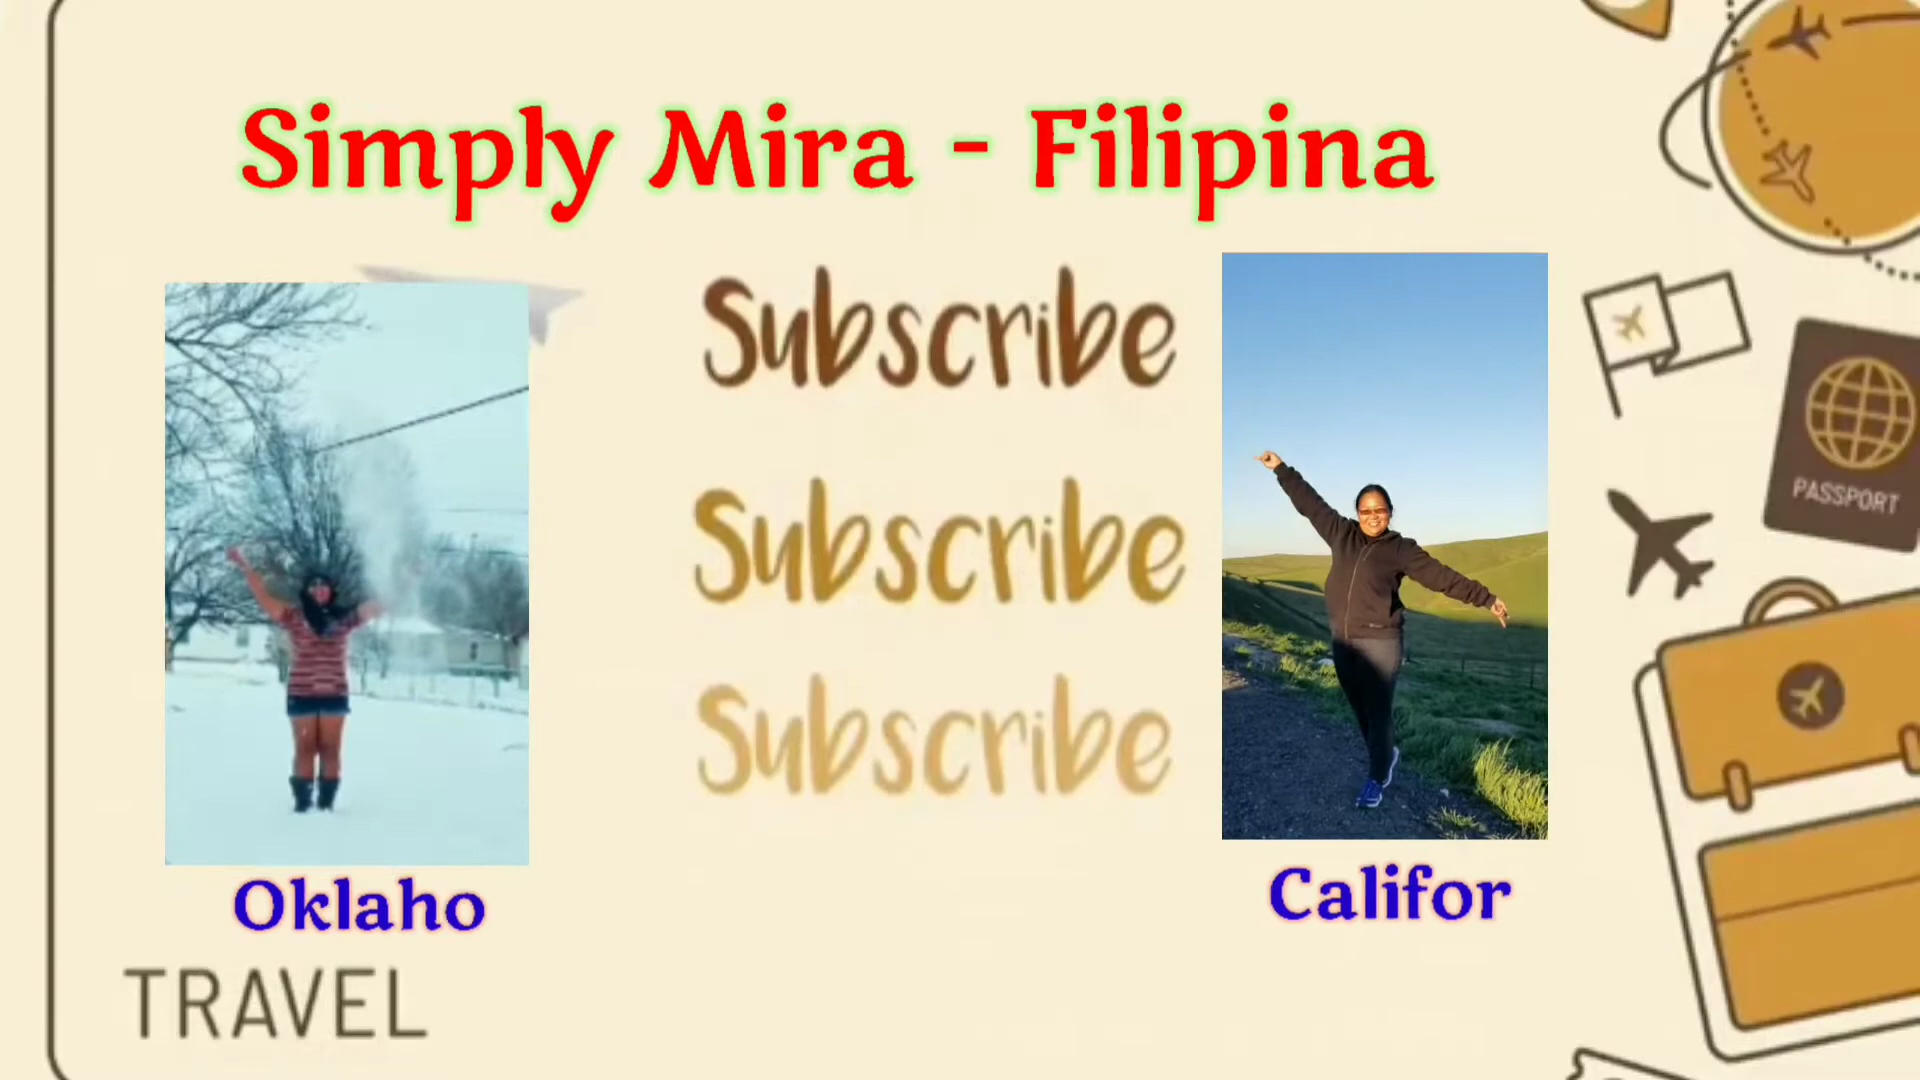 Simply Mira - Filipina
Subscribe
Subscribe
Subscribe
PASSPORT
Oklaho
Califor
TRAVEL